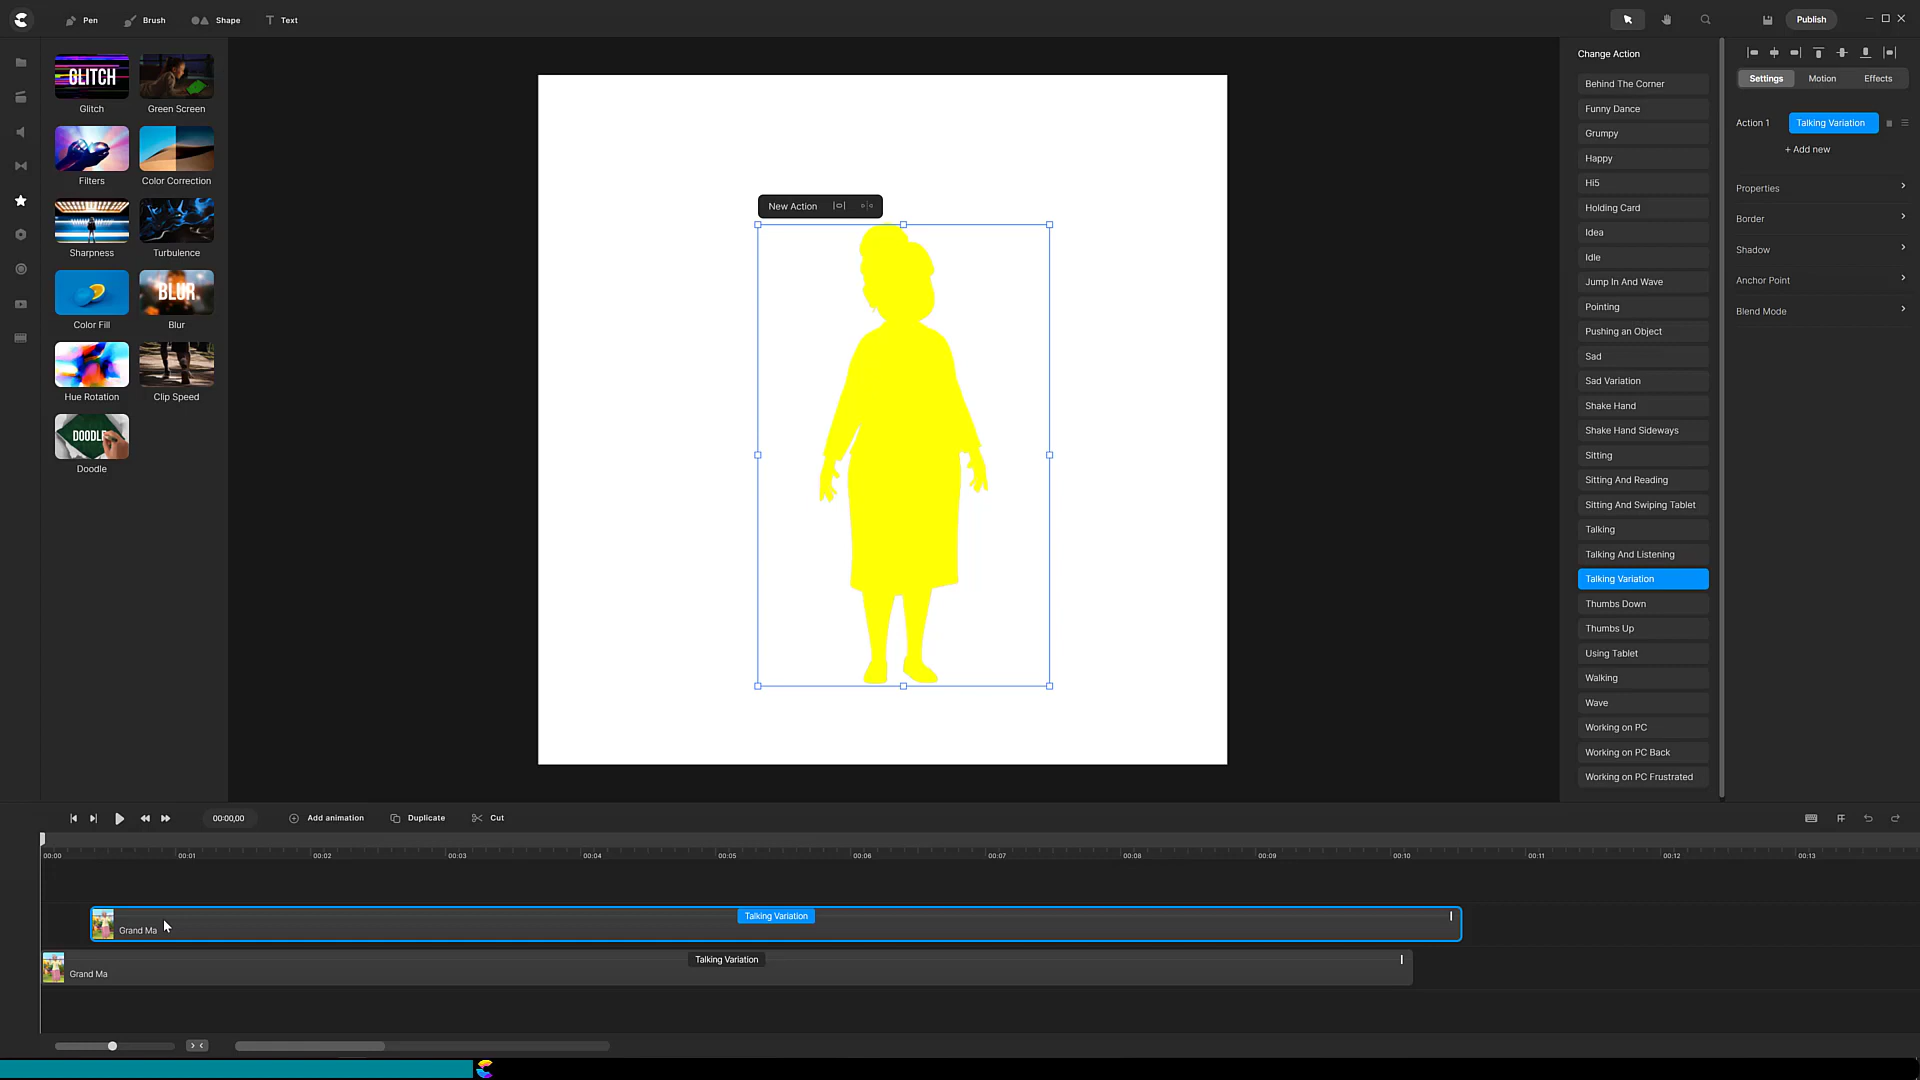 Pen
Brush
Shape
Text
Publish
GLITCH
Glitch
Green Screen
Filters
Color Correction
Sharpness
Turbulence
Color Fill
BLUR
Blur
Hue Rotation
Clip Speed
DOODLE
Doodle
New Action
Change Action
Behind The Corner
Funny Dance
Grumpy
Happy
Hi5
Holding Card
Idea
Idle
Jump In And Wave
Pointing
Pushing an Object
Sad
Sad Variation
Shake Hand
Shake Hand Sideways
Sitting
Sitting And Reading
Sitting And Swiping Tablet
Talking
Talking And Listening
Talking Variation
Thumbs Down
Thumbs Up
Using Tablet
Walking
Wave
Working on PC
Working on PC Back
Working on PC Frustrated
Settings Motion Effects
Action 1 Talking Variation
+ Add new
Properties
Border
Shadow
Anchor Point
Blend Mode
00:00,00
Add animation
Duplicate
Cut
00:00 00:01 00:02 00:03 00:04 00:05 00:06 00:07 00:08 00:09 00:10 00:11 00:12 00:13
Talking Variation
Grand Ma
Talking Variation
Grand Ma